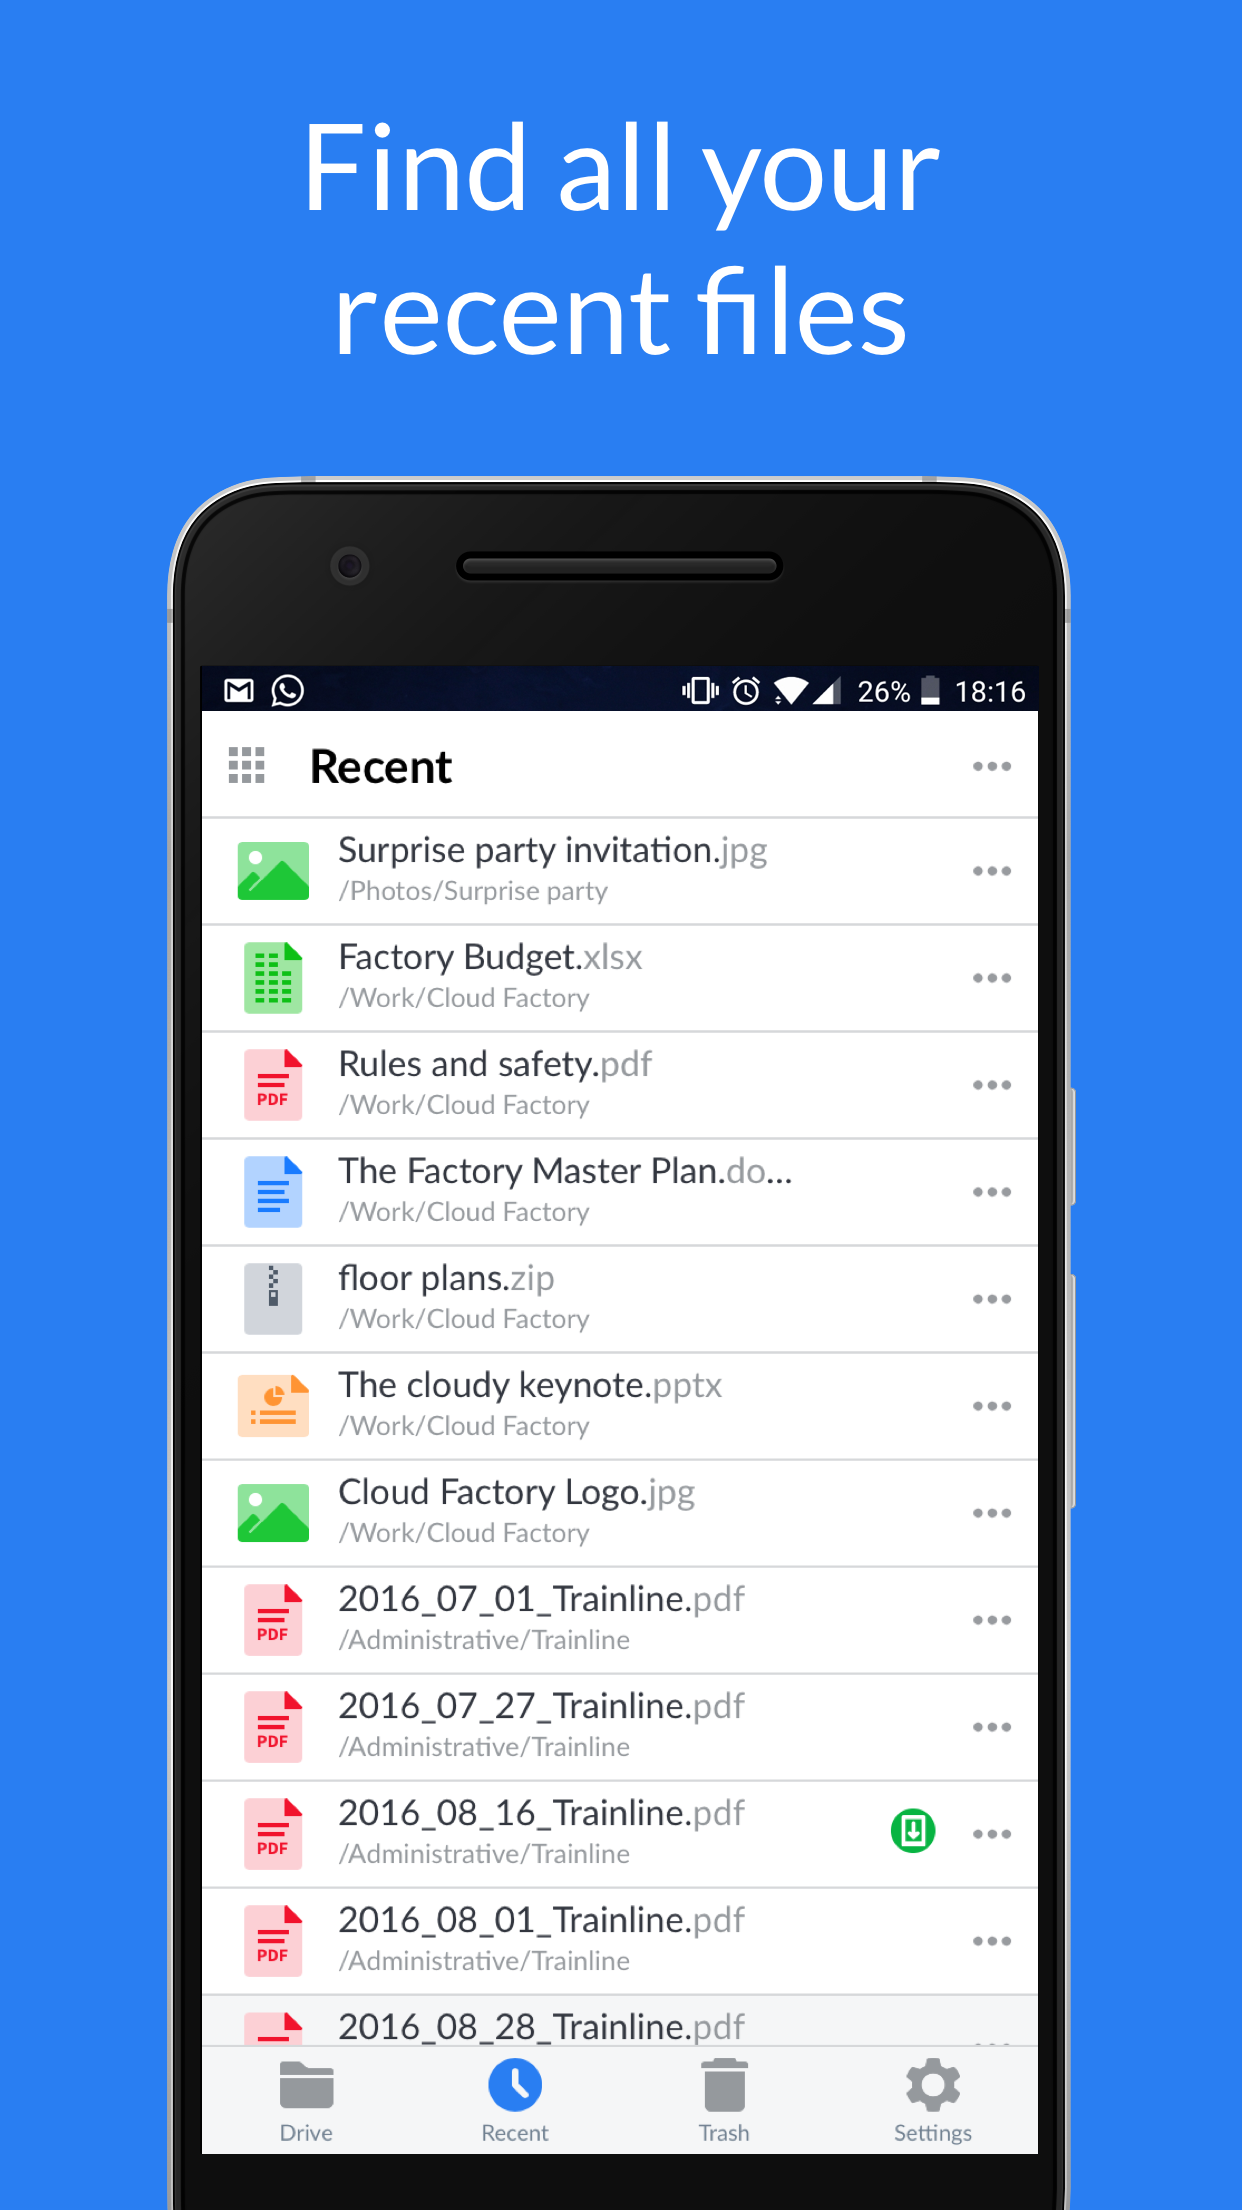 Find all your
recent files
26% 18:16
Recent
Surprise party invitation.jpg
/Photos/Surprise party
Factory Budget.xlsx
/Work/Cloud Factory
PDF
Rules and safety.pdf
/Work/Cloud Factory
The Factory Master Plan.do...
/Work/Cloud Factory
floor plans.zip
/Work/Cloud Factory
The cloudy keynote.pptx
/Work/Cloud Factory
Cloud Factory Logo.jpg
/Work/Cloud Factory
PDF
2016_07_01_Trainline.pdf
/Administrative/Trainline
PDF
2016_07_27_Trainline.pdf
/Administrative/Trainline
PDF
2016_08_16_Trainline.pdf
/Administrative/Trainline
PDF
2016_08_01_Trainline.pdf
/Administrative/Trainline
2016_08_28_Trainline.pdf
Drive
Recent
Trash
Settings